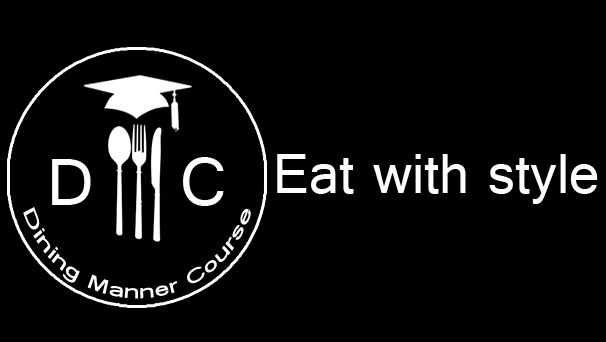 D C
Dining Manner Course
Eat with style